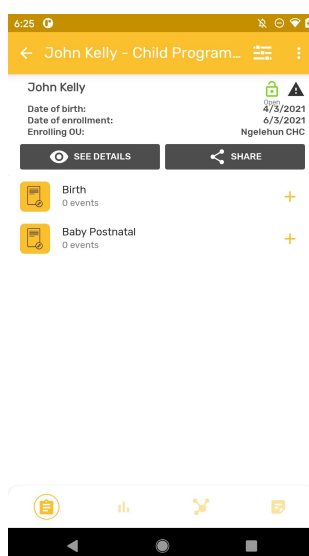 6:25
John Kelly - Child Program...
John Kelly
Open
Date of birth: 4/3/2021
Date of enrollment: 6/3/2021
Enrolling OU: Ngelehun CHC
SEE DETAILS SHARE
Birth
0 events
Baby Postnatal
0 events